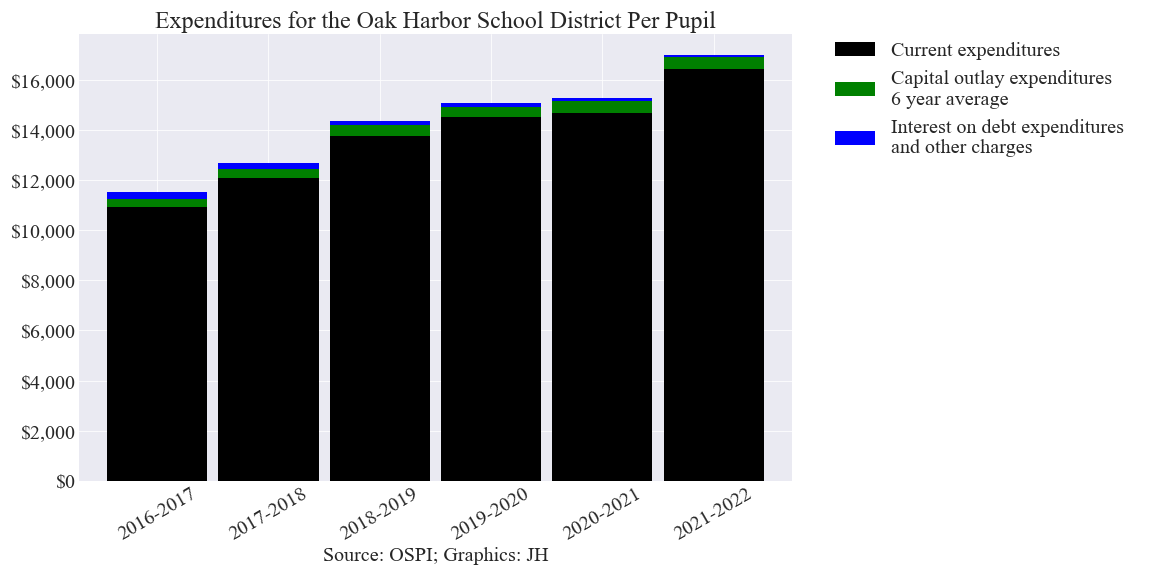 Expenditures for the Oak Harbor School District Per Pupil
$16,000
$14,000
$12,000
$10,000
$8,000
$6,000
$4,000
$2,000
$0
2016-2017
2017-2018
2018-2019
2019-2020
2020-2021
2021-2022
Source: OSPI; Graphics: JH
Current expenditures
Capital outlay expenditures
6 year average
Interest on debt expenditures
and other charges